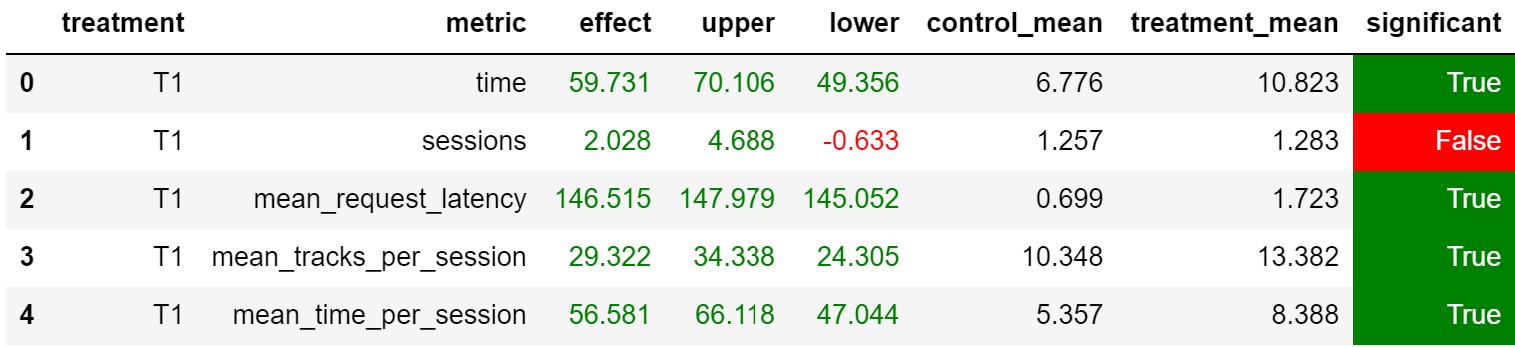 treatment metric effect upper lower control_mean treatment_mean significant
0 T1 time 59.731 70.106 49.356 6.776 10.823 True
1 T1 sessions 2.028 4.688 -0.633 1.257 1.283 False
2 T1 mean_request_latency 146.515 147.979 145.052 0.699 1.723 True
3 T1 mean_tracks_per_session 29.322 34.338 24.305 10.348 13.382 True
4 T1 mean_time_per_session 56.581 66.118 47.044 5.357 8.388 True